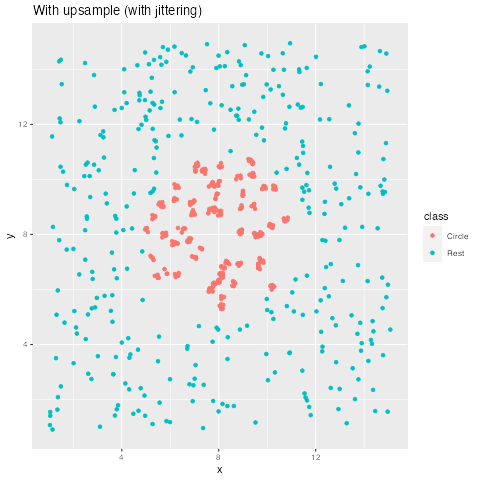 With upsample (with jittering)
12
8
4
y
4
8
12
x
class
Circle
Rest